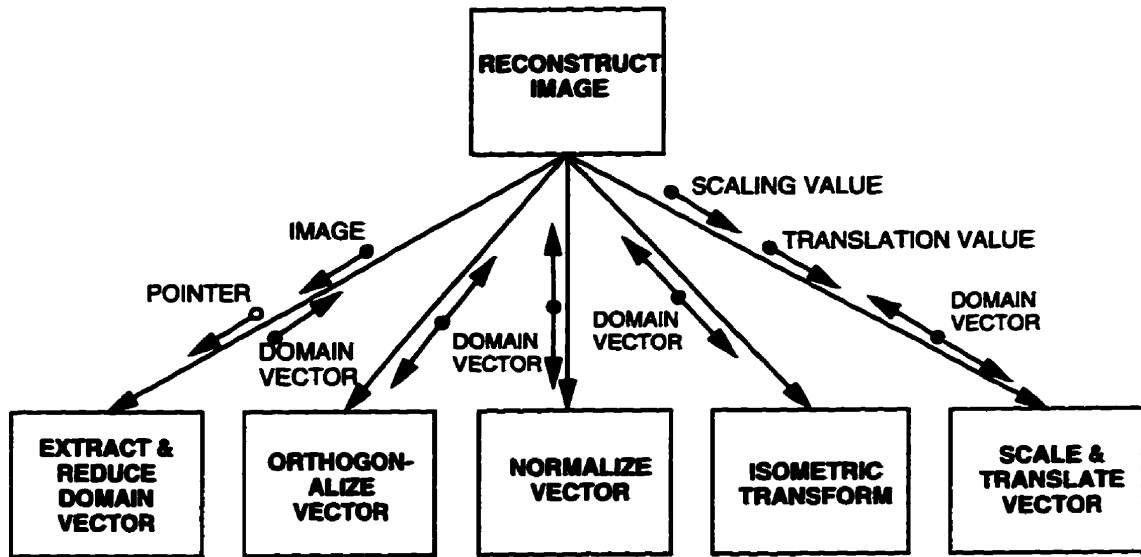 RECONSTRUCT
IMAGE
SCALING VALUE
IMAGE
TRANSLATION VALUE
POINTER
DOMAIN
VECTOR
DOMAIN
VECTOR
DOMAIN
VECTOR
DOMAIN
VECTOR
EXTRACT &
REDUCE
DOMAIN
VECTOR
ORTHOGON-
ALIZE
VECTOR
NORMALIZE
VECTOR
ISOMETRIC
TRANSFORM
SCALE &
TRANSLATE
VECTOR